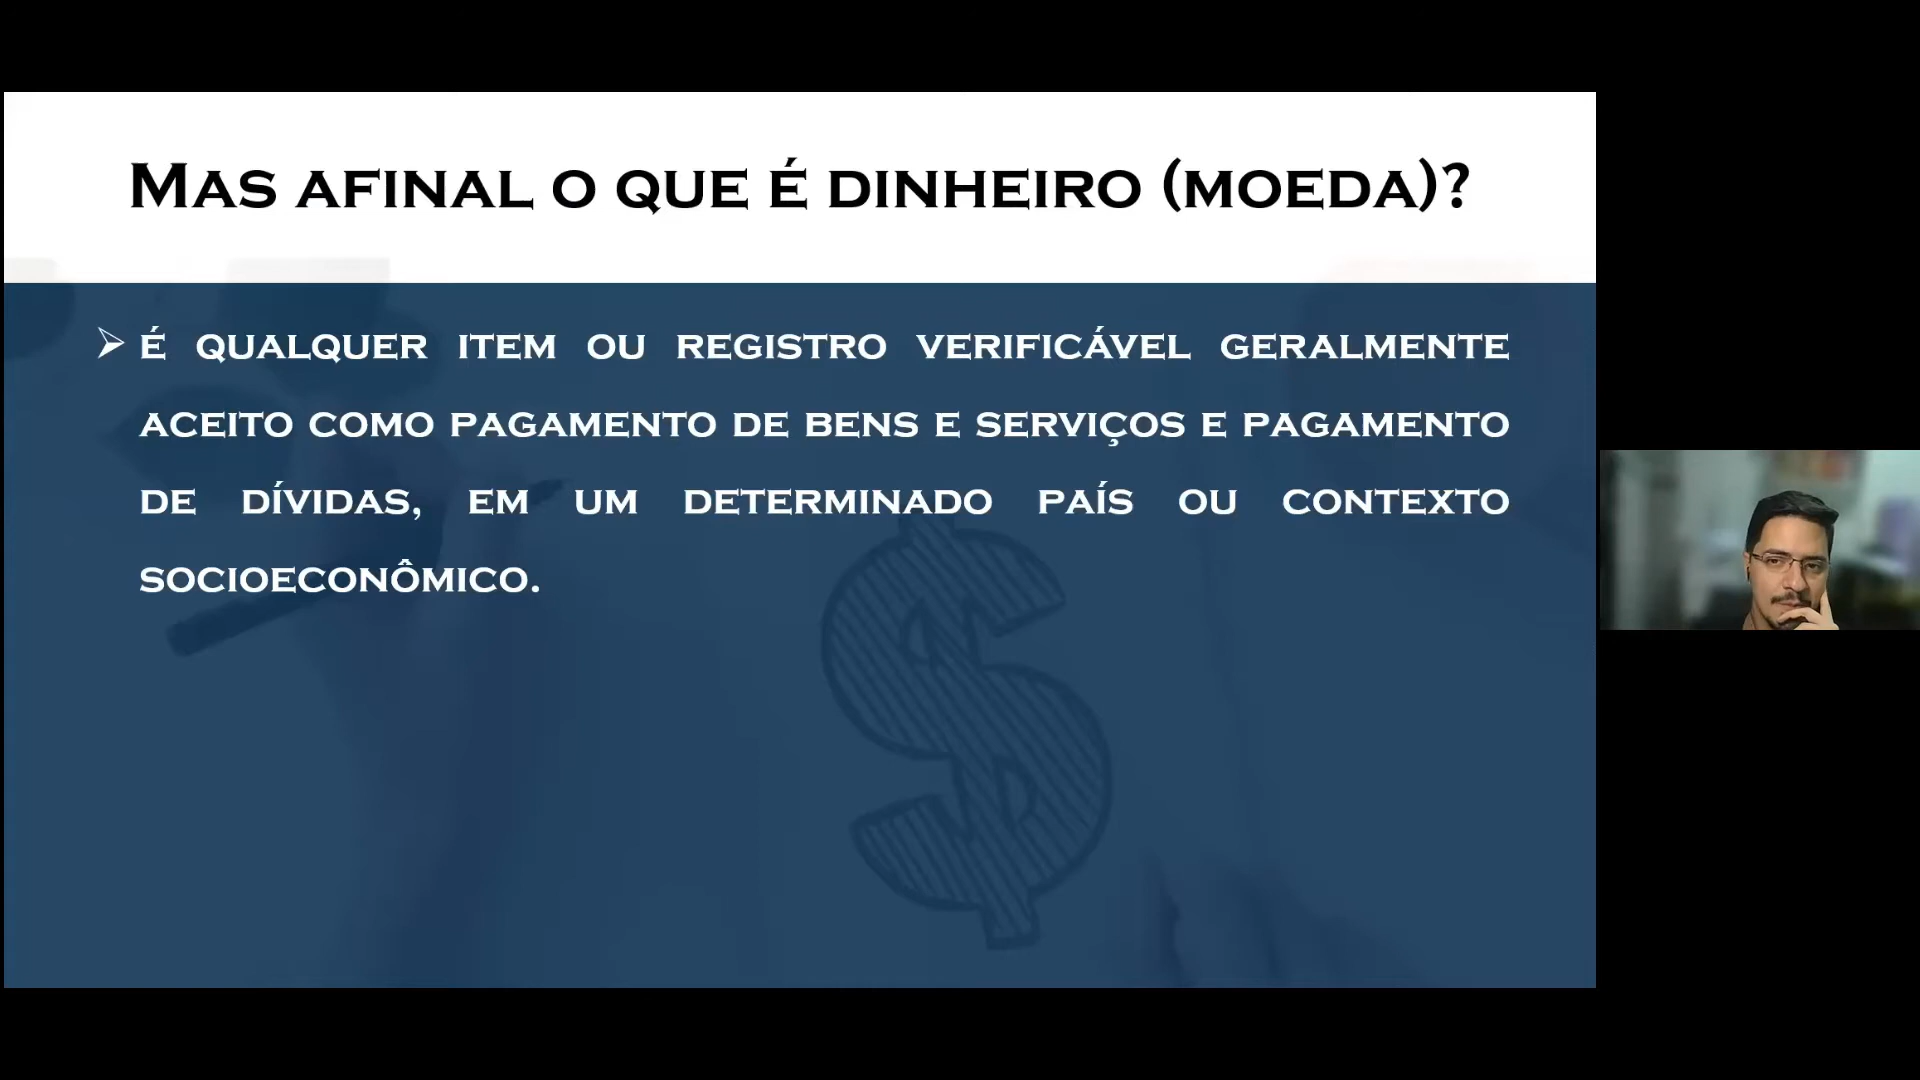 Mas afinal o que é dinheiro (moeda)?
➢ É qualquer item ou registro verificável geralmente
aceito como pagamento de bens e serviços e pagamento
de dívidas, em um determinado país ou contexto
socioeconômico.